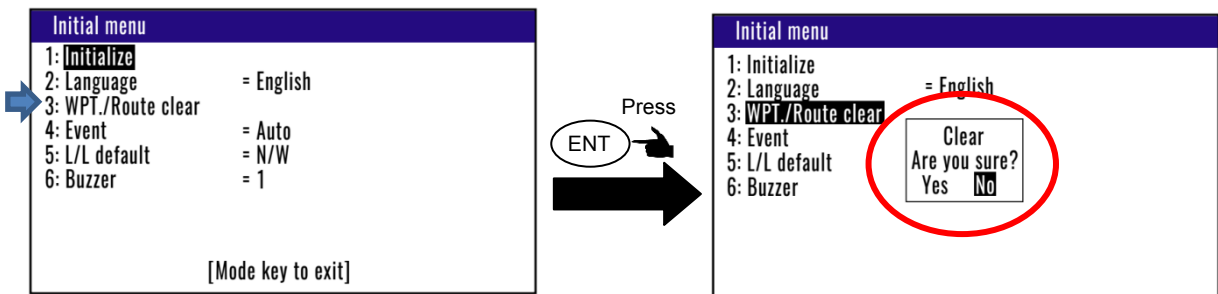 Initial menu
1: Initialize
2: Language = English
3: WPT./Route clear
4: Event = Auto
5: L/L default = N/W
6: Buzzer = 1
[Mode key to exit]
Press
ENT
Initial menu
1: Initialize
2: Language = English
3: WPT./Route clear
4: Event
5: L/L default
6: Buzzer
Clear
Are you sure?
Yes No